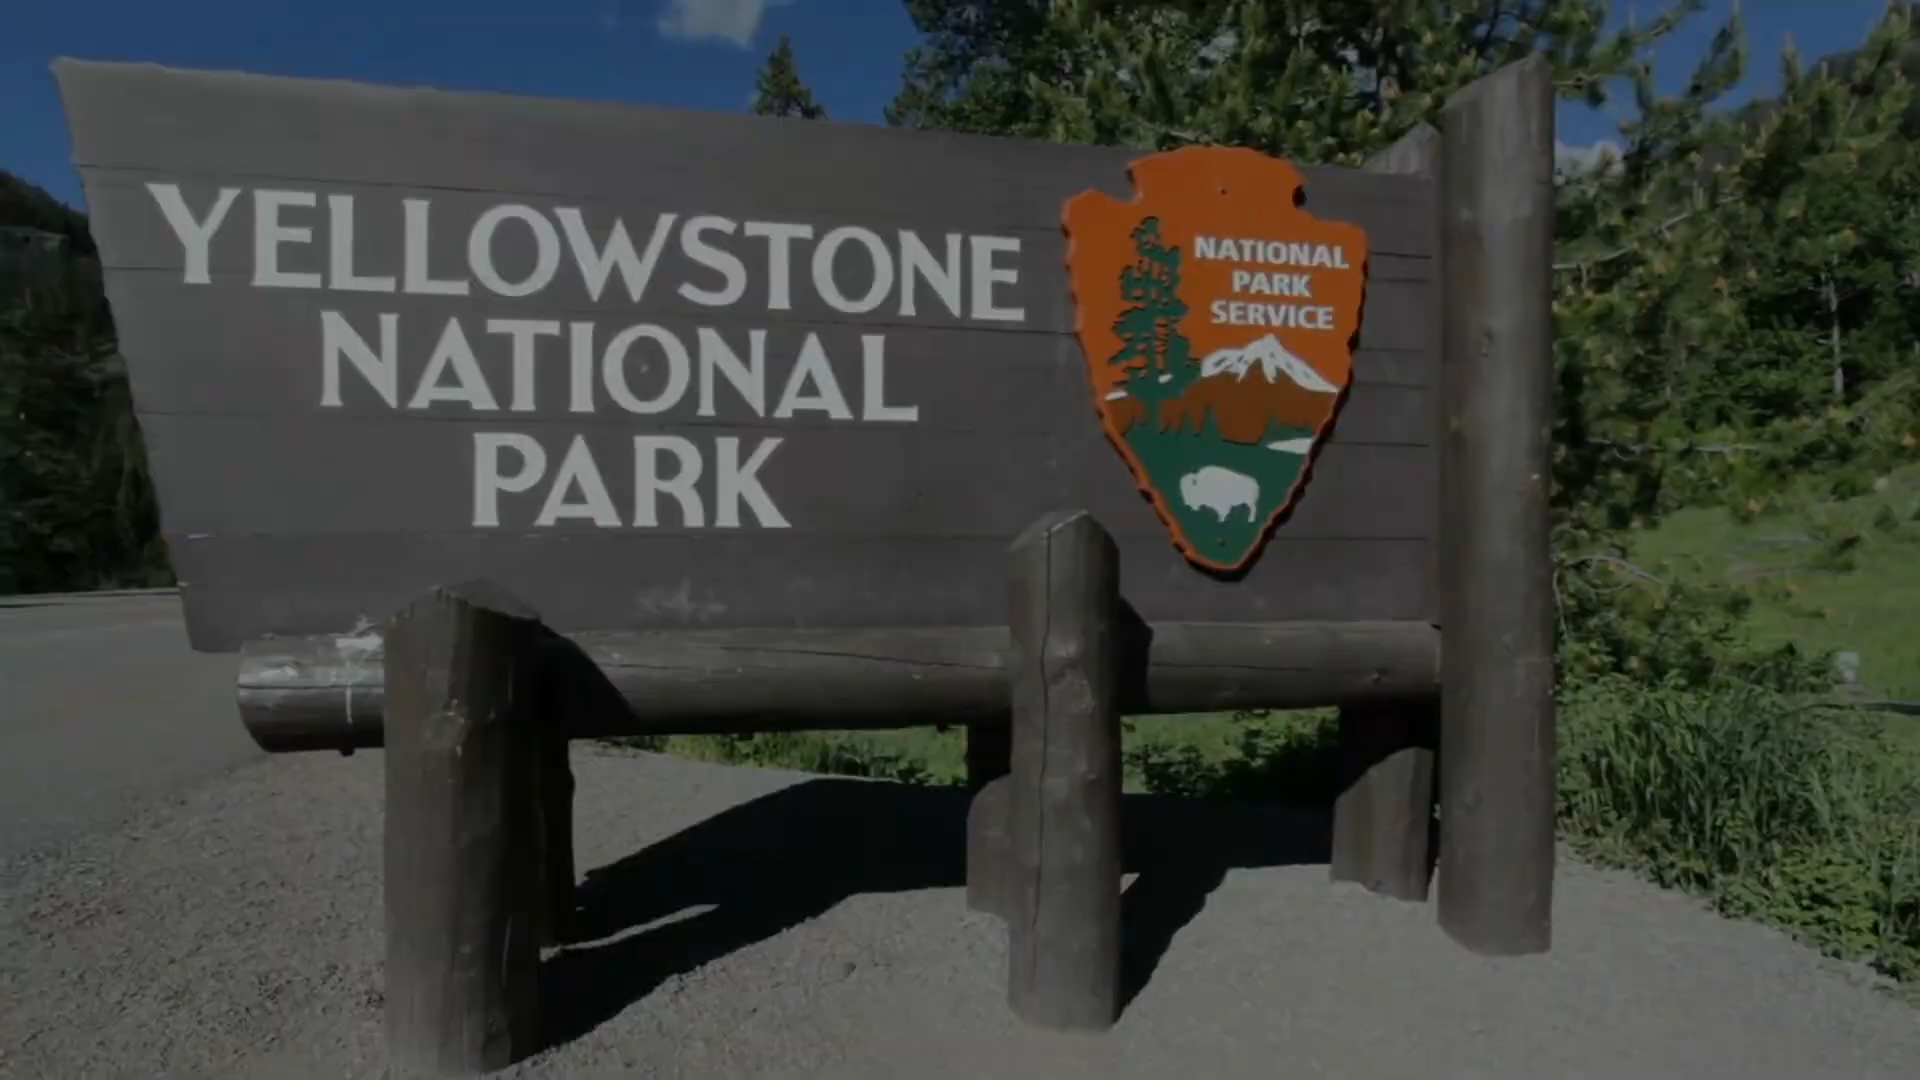 YELLOWSTONE
NATIONAL
PARK
NATIONAL
PARK
SERVICE